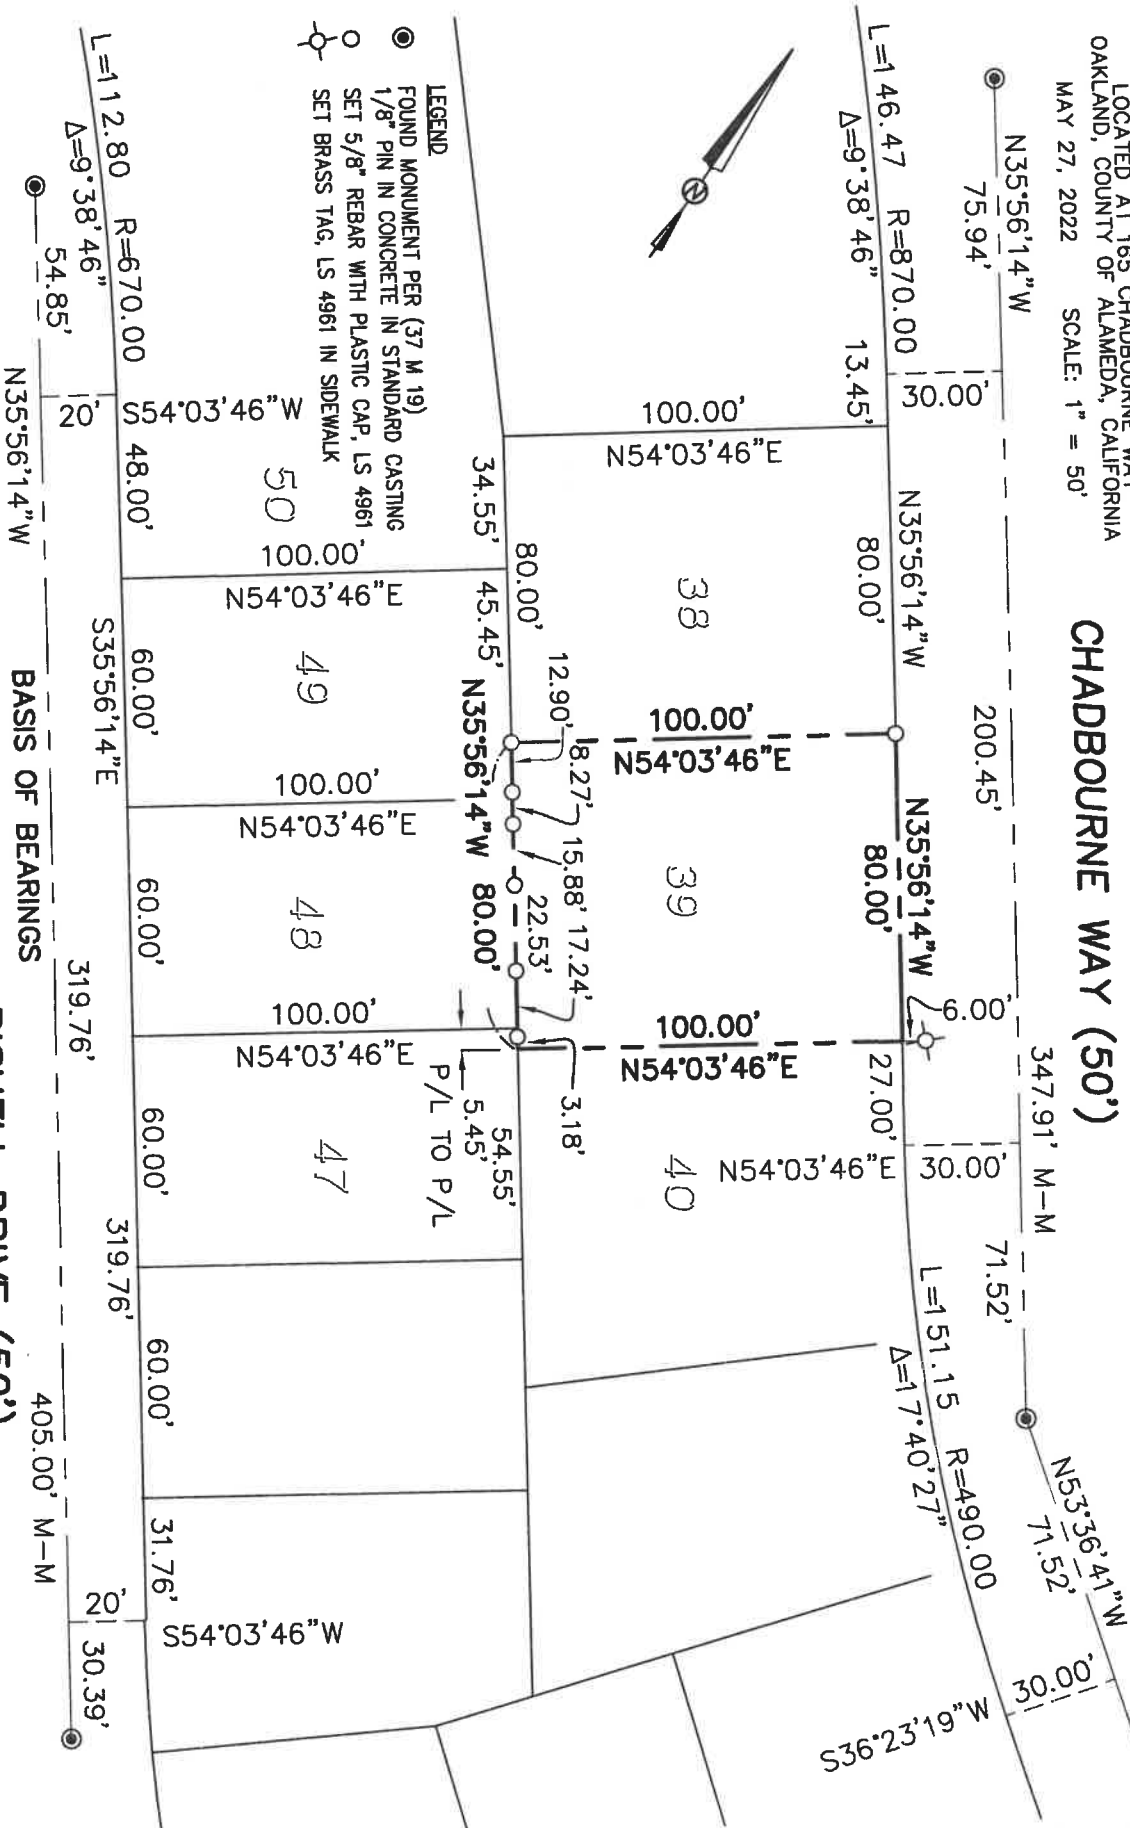 LOCATED AT 165 CHADBOURNE WAY
OAKLAND, COUNTY OF ALAMEDA, CALIFORNIA
MAY 27, 2022 SCALE: 1" = 50'
CHADBOURNE WAY (50')
N35°56'14"W
75.94'
200.45'
347.91' M-M
71.52'
N53°36'41"W
71.52'
L=146.47 R=870.00
Δ=9°38'46"
13.45'
30.00'
N35°56'14"W
80.00'
N35°56'14"W
80.00'
6.00'
27.00'
N54°03'46"E
30.00'
L=151.15 R=490.00
Δ=17°40'27"
30.00'
S36°23'19"W
100.00'
N54°03'46"E
38
100.00'
N54°03'46"E
39
100.00'
N54°03'46"E
40
N
34.55'
80.00'
45.45'
12.90'
8.27'
15.88'
22.53'
17.24'
3.18'
N35°56'14"W 80.00'
54.55'
5.45'
P/L TO P/L
LEGEND
FOUND MONUMENT PER (37 M 19)
1/8" PIN IN CONCRETE IN STANDARD CASTING
SET 5/8" REBAR WITH PLASTIC CAP, LS 4961
SET BRASS TAG, LS 4961 IN SIDEWALK
50
100.00'
N54°03'46"E
49
100.00'
N54°03'46"E
48
100.00'
N54°03'46"E
47
L=112.80 R=670.00
Δ=9°38'46"
S54°03'46"W
20'
48.00'
60.00'
S35°56'14"E
60.00'
60.00'
319.76'
60.00'
31.76'
S54°03'46"W
20'
54.85'
N35°56'14"W
BASIS OF BEARINGS
319.76'
405.00' M-M
30.39'
DRIVE (50')